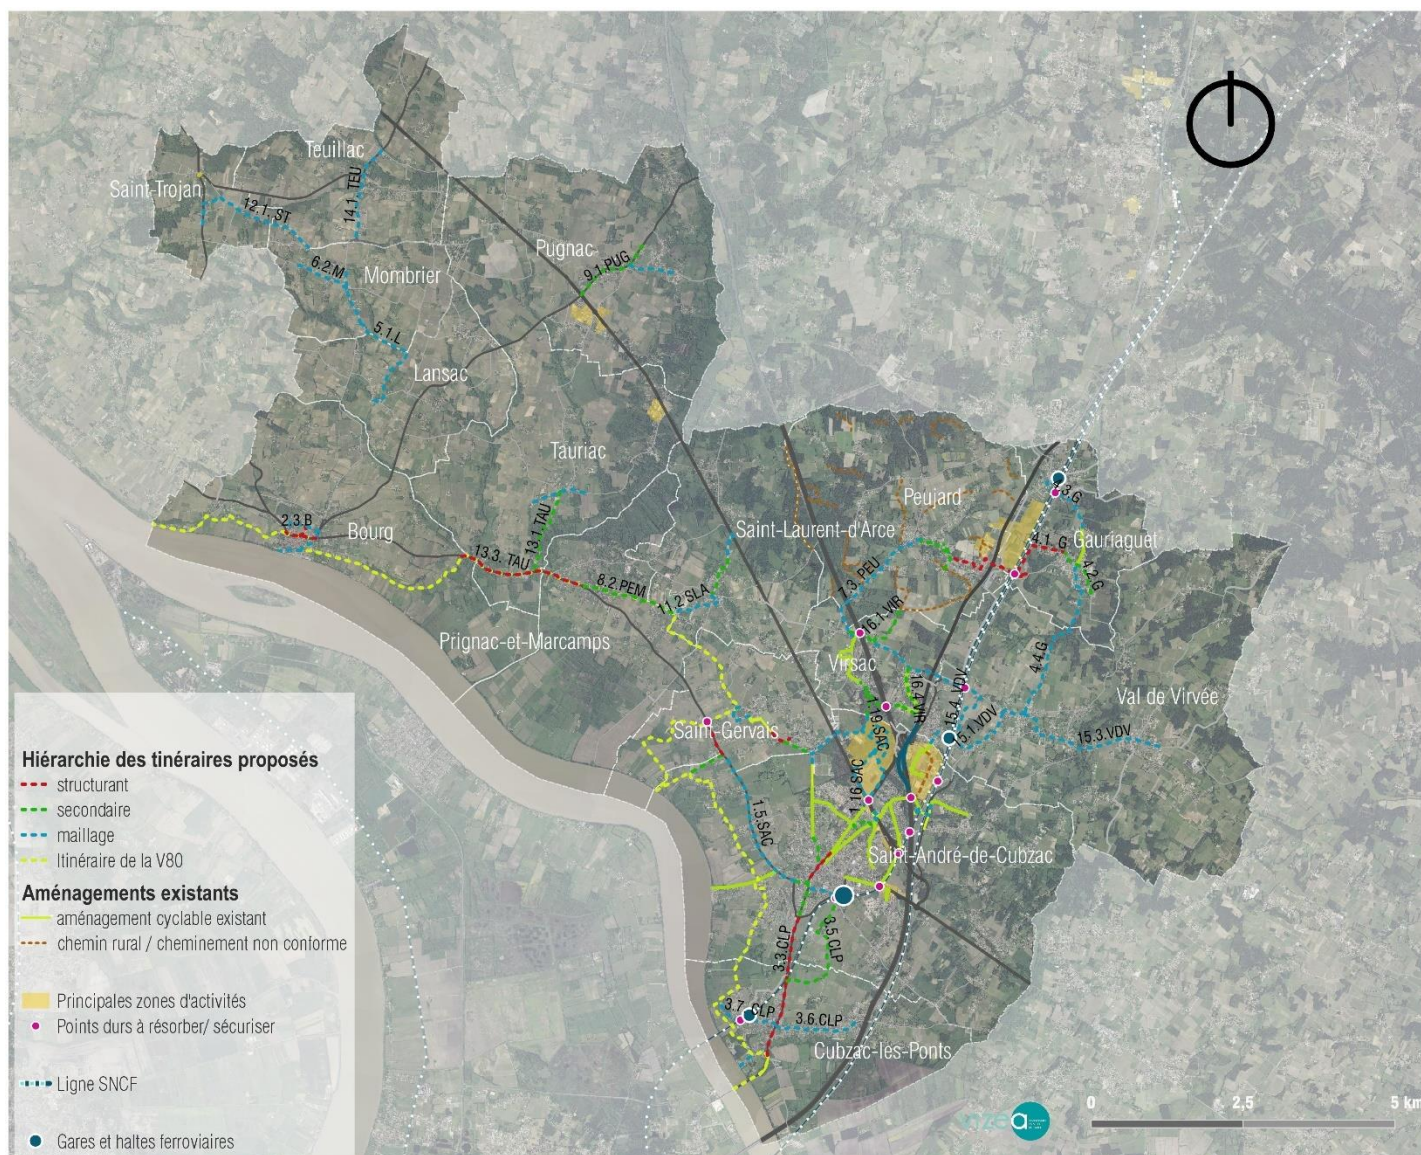 Teuillac
Saint-Trojan
12.1. ST
14.1. TEU
Pugnac
9.1.PUG
6.2.M
Mombrier
5.1.L
Lansac
Tauriac
2.3.B
Bourg
13.3. TAU
13.1.TAU
8.2.PEM
11.2 SLA
Saint-Laurent-d'Arce
Peujard
7.3. PEU
4.3.G
4.1. G
Gauriaguet
4.2.G
4.4.G
Prignac-et-Marcamps
16.1.VIR
Virsac
16.4.VIR
15.4. VDV
15.1.VDV
15.3.VDV
Val de Virvée
Saint-Gervais
1.19.SAC
1.16 SAC
1.5.SAC
Saint-André-de-Cubzac
3.5.CLP
3.3.CLP
3.7. CLP
3.6.CLP
Cubzac-les-Ponts
Hiérarchie des tinéraires proposés
structurant
secondaire
maillage
Itinéraire de la V80
Aménagements existants
aménagement cyclable existant
chemin rural / cheminement non conforme
Principales zones d'activités
Points durs à résorber/ sécuriser
Ligne SNCF
Gares et haltes ferroviaires
0 2,5 5 km